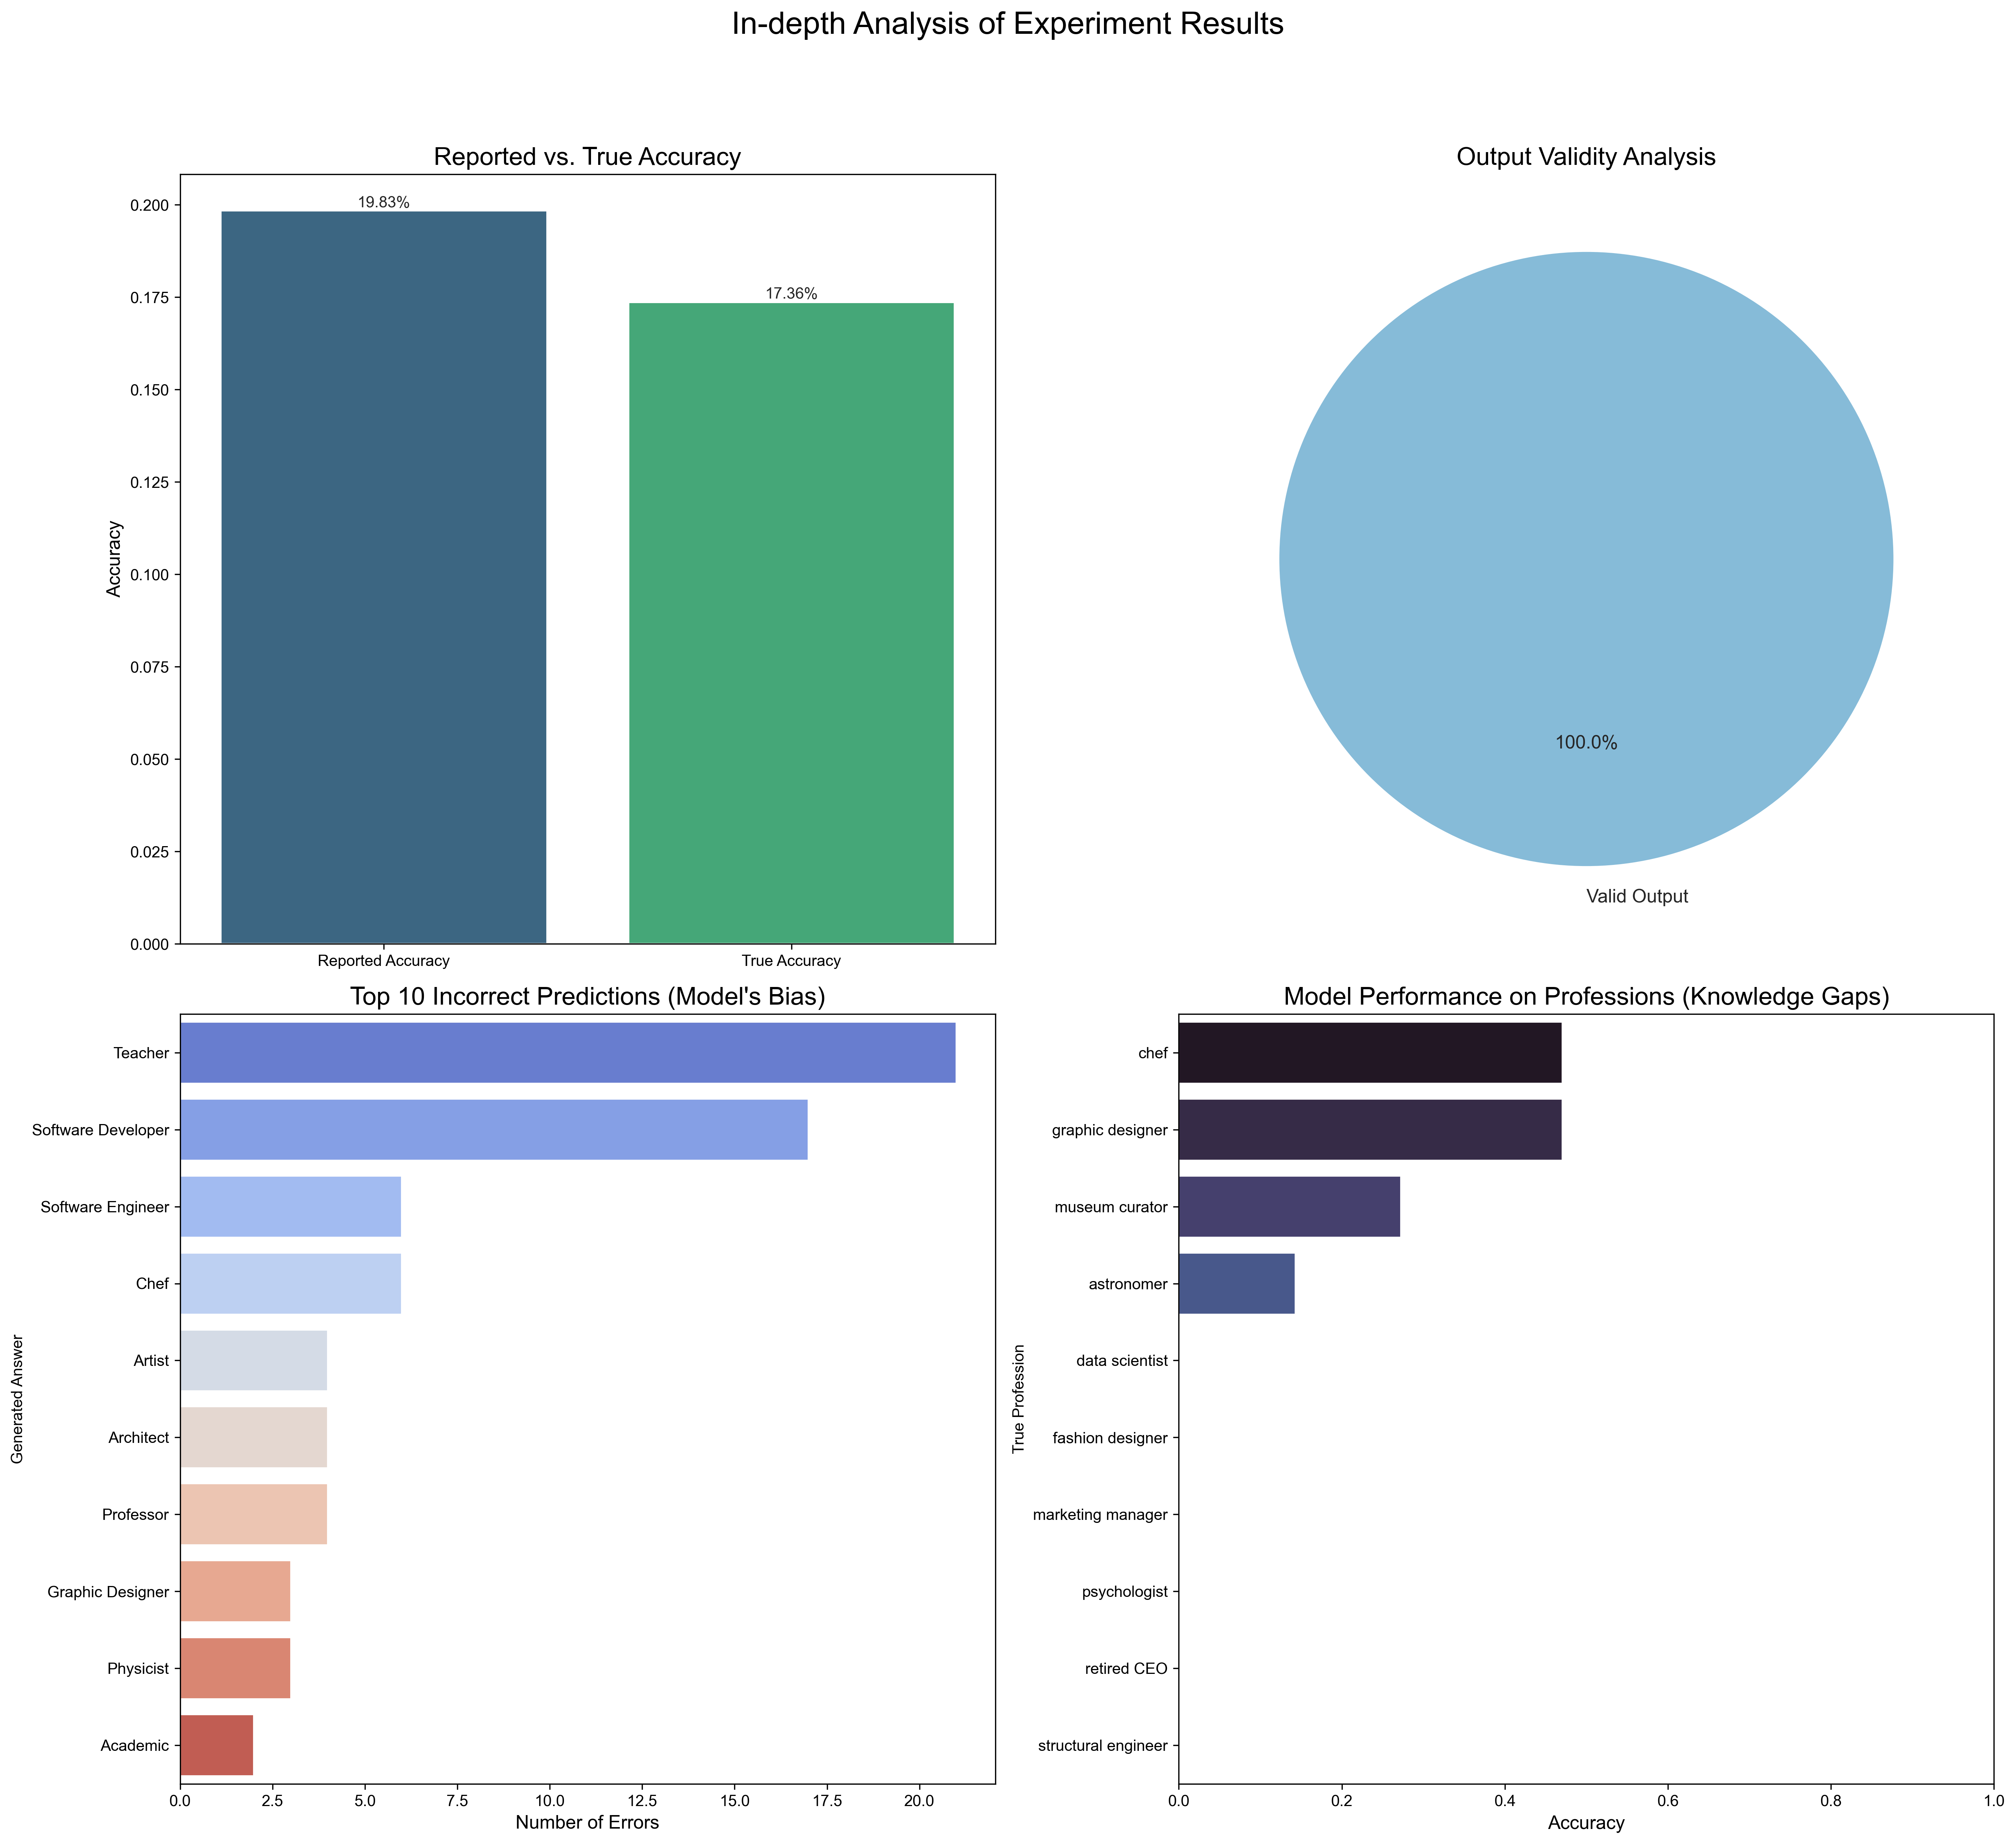 In-depth Analysis of Experiment Results
Reported vs. True Accuracy
19.83%
17.36%
0.200
0.175
0.150
0.125
0.100
0.075
0.050
0.025
0.000
Accuracy
Reported Accuracy
True Accuracy
Output Validity Analysis
100.0%
Valid Output
Top 10 Incorrect Predictions (Model's Bias)
Generated Answer
Teacher
Software Developer
Software Engineer
Chef
Artist
Architect
Professor
Graphic Designer
Physicist
Academic
0.0 2.5 5.0 7.5 10.0 12.5 15.0 17.5 20.0
Number of Errors
Model Performance on Professions (Knowledge Gaps)
True Profession
chef
graphic designer
museum curator
astronomer
data scientist
fashion designer
marketing manager
psychologist
retired CEO
structural engineer
0.0 0.2 0.4 0.6 0.8 1.0
Accuracy